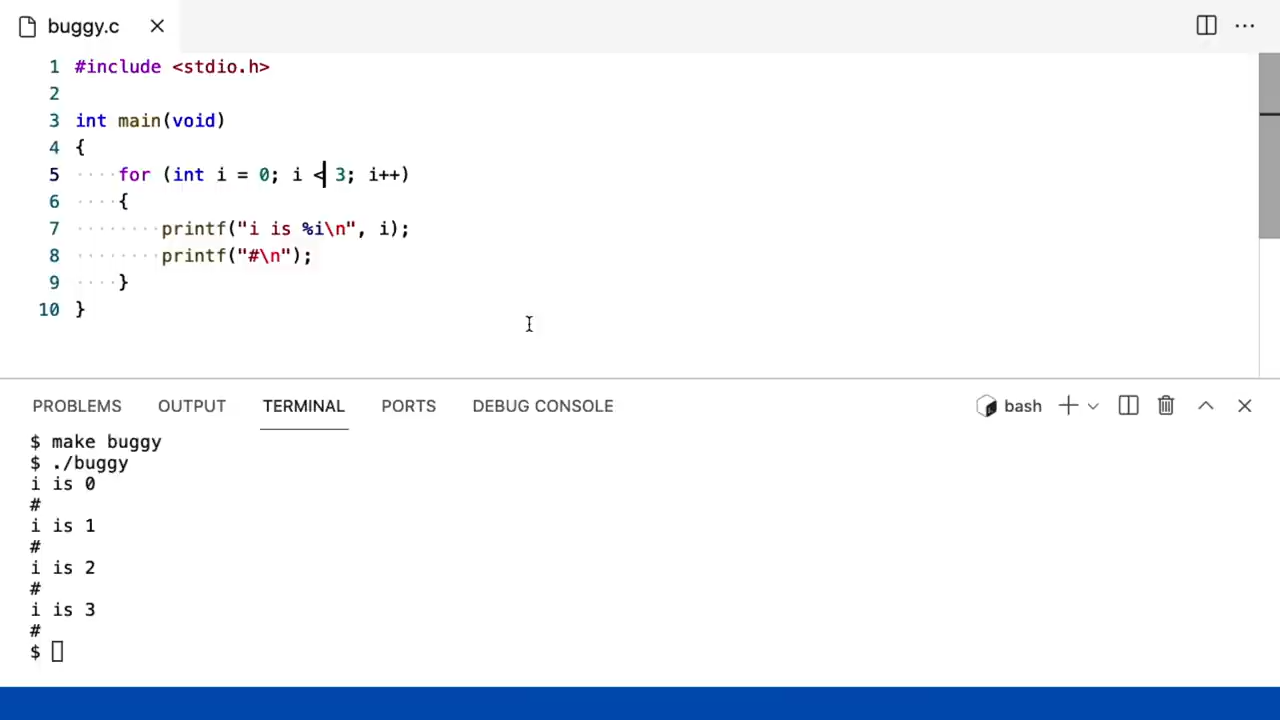 buggy.c
1 #include <stdio.h>
2
3 int main(void)
4 {
5     for (int i = 0; i < 3; i++)
6     {
7         printf("i is %i\n", i);
8         printf("#\n");
9     }
10 }
PROBLEMS OUTPUT TERMINAL PORTS DEBUG CONSOLE bash
$ make buggy
$ ./buggy
i is 0
#
i is 1
#
i is 2
#
i is 3
#
$